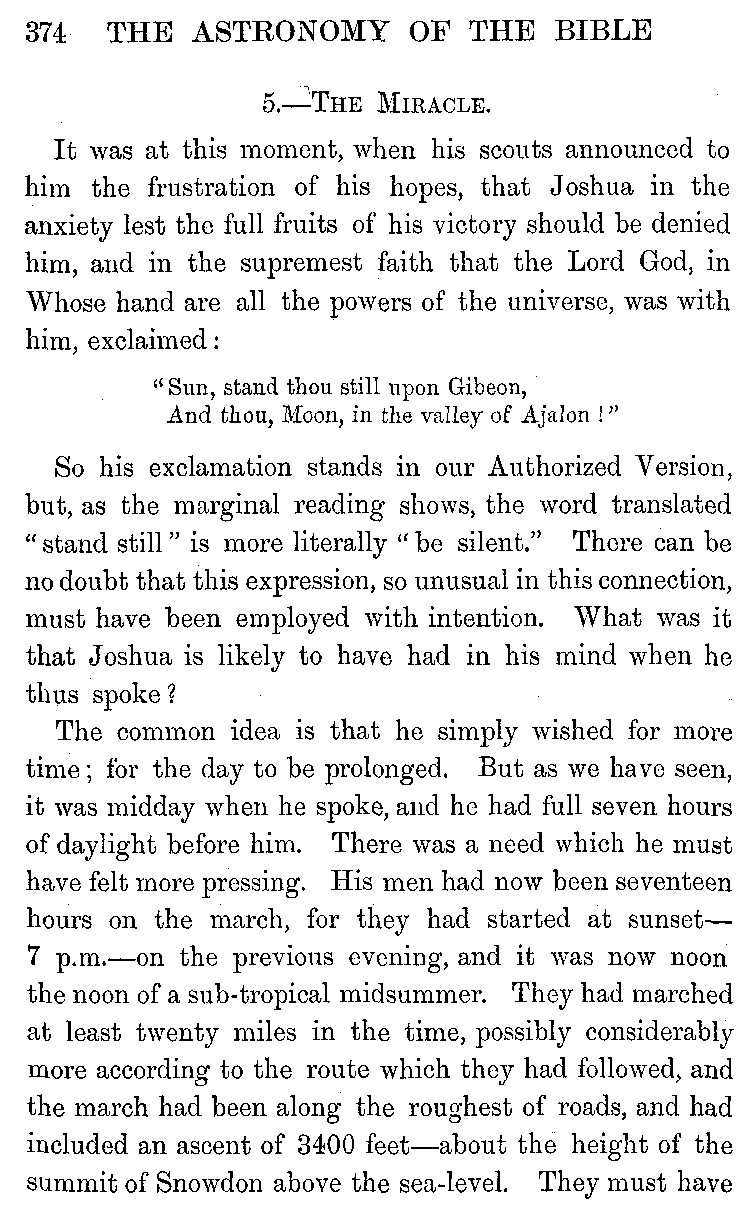 374 THE ASTRONOMY OF THE BIBLE
5.—THE MIRACLE.
It was at this moment, when his scouts announced to
him the frustration of his hopes, that Joshua in the
anxiety lest the full fruits of his victory should be denied
him, and in the supremest faith that the Lord God, in
Whose hand are all the powers of the universe, was with
him, exclaimed:
"Sun, stand thou still upon Gibeon,
And thou, Moon, in the valley of Ajalon!"
So his exclamation stands in our Authorized Version,
but, as the marginal reading shows, the word translated
"stand still" is more literally "be silent." There can be
no doubt that this expression, so unusual in this connection,
must have been employed with intention. What was it
that Joshua is likely to have had in his mind when he
thus spoke?
The common idea is that he simply wished for more
time; for the day to be prolonged. But as we have seen,
it was midday when he spoke, and he had full seven hours
of daylight before him. There was a need which he must
have felt more pressing. His men had now been seventeen
hours on the march, for they had started at sunset—
7 p.m.—on the previous evening, and it was now noon
the noon of a sub-tropical midsummer. They had marched
at least twenty miles in the time, possibly considerably
more according to the route which they had followed, and
the march had been along the roughest of roads, and had
included an ascent of 3400 feet—about the height of the
summit of Snowdon above the sea-level. They must have